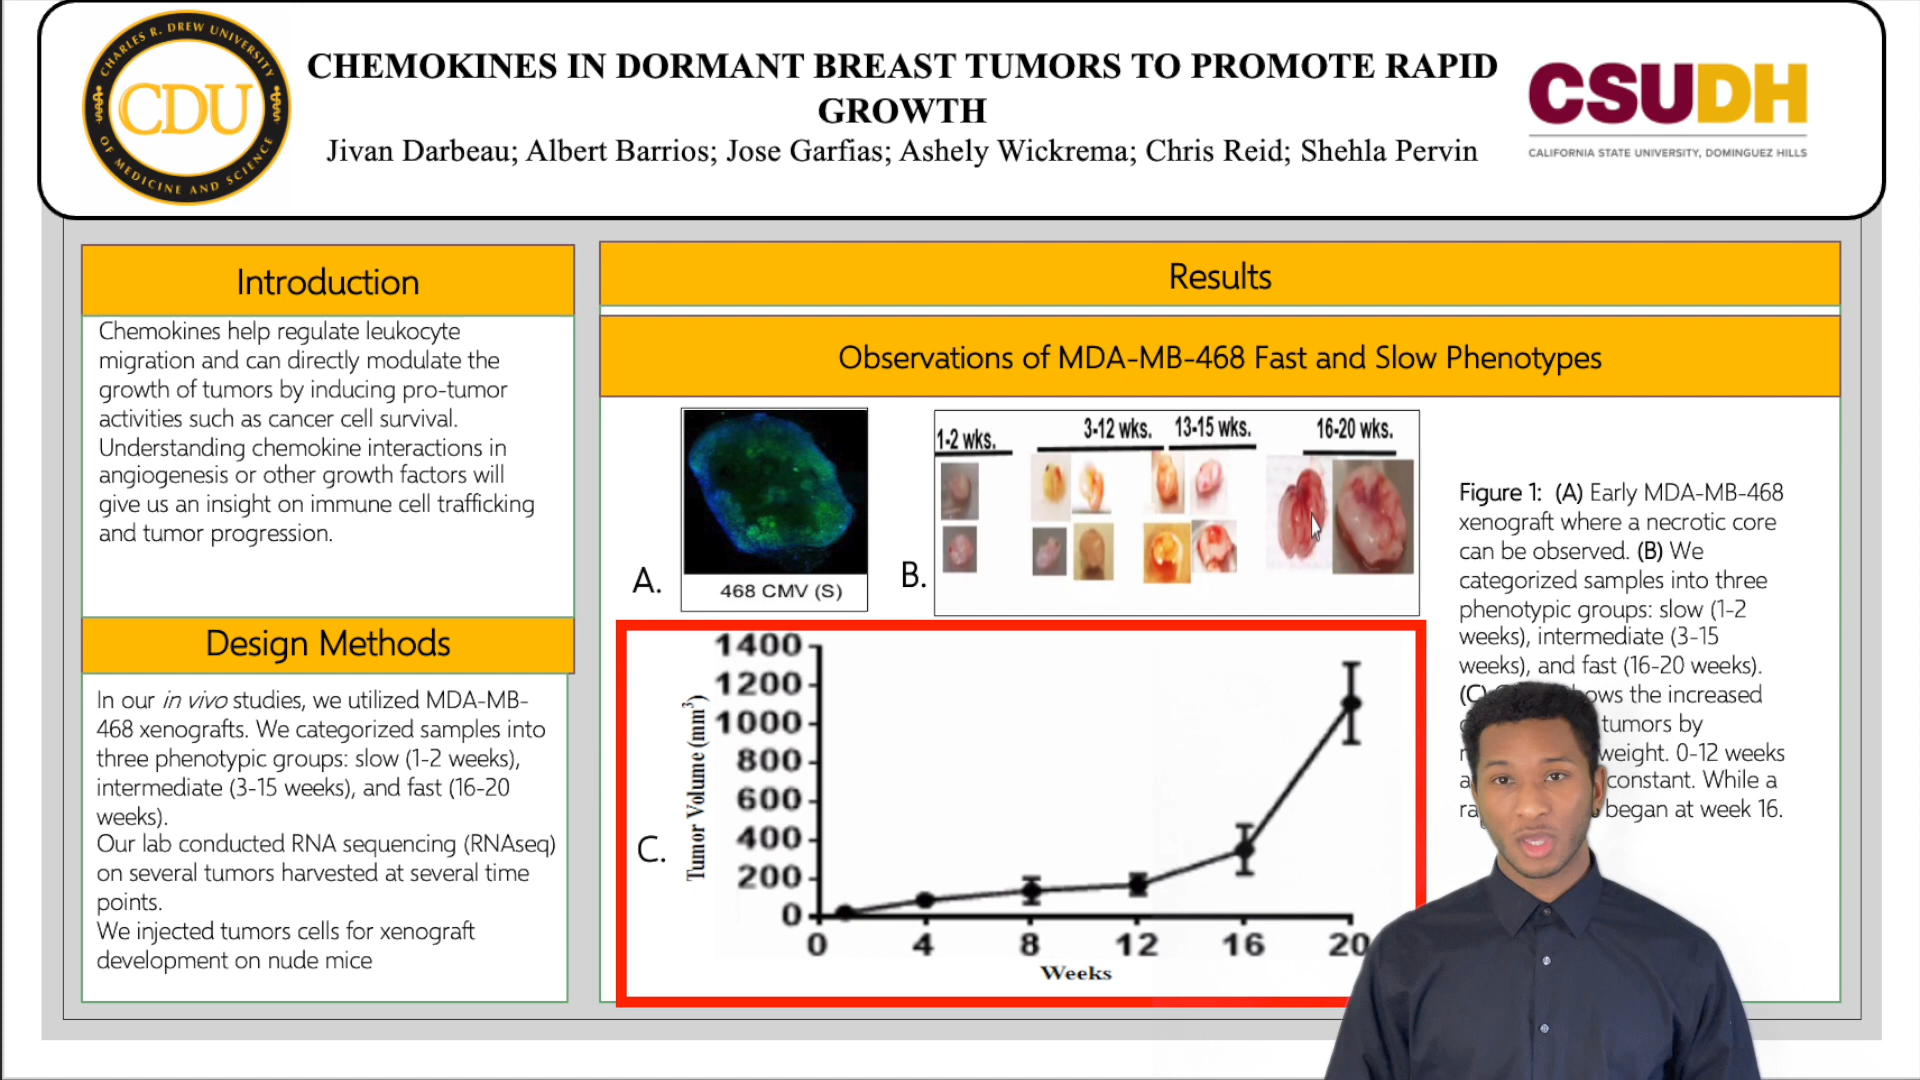 CHARLES R. DREW UNIVERSITY
CDU
OF MEDICINE AND SCIENCE
CHEMOKINES IN DORMANT BREAST TUMORS TO PROMOTE RAPID
GROWTH
Jivan Darbeau; Albert Barrios; Jose Garfias; Ashely Wickrema; Chris Reid; Shehla Pervin
CSUDH
CALIFORNIA STATE UNIVERSITY, DOMINGUEZ HILLS
Introduction
Chemokines help regulate leukocyte
migration and can directly modulate the
growth of tumors by inducing pro-tumor
activities such as cancer cell survival.
Understanding chemokine interactions in
angiogenesis or other growth factors will
give us an insight on immune cell trafficking
and tumor progression.
Design Methods
In our in vivo studies, we utilized MDA-MB-
468 xenografts. We categorized samples into
three phenotypic groups: slow (1-2 weeks),
intermediate (3-15 weeks), and fast (16-20
weeks).
Our lab conducted RNA sequencing (RNAseq)
on several tumors harvested at several time
points.
We injected tumors cells for xenograft
development on nude mice
Results
Observations of MDA-MB-468 Fast and Slow Phenotypes
A.
468 CMV (S)
B.
1-2 wks.
3-12 wks.
13-15 wks.
16-20 wks.
C.
Tumor Volume (mm³)
1400
1200
1000
800
600
400
200
0
0 4 8 12 16 20
Weeks
Figure 1: (A) Early MDA-MB-468
xenograft where a necrotic core
can be observed. (B) We
categorized samples into three
phenotypic groups: slow (1-2
weeks), intermediate (3-15
weeks), and fast (16-20 weeks).
(C) the increased
tumors by
weight. 0-12 weeks
constant. While a
began at week 16.